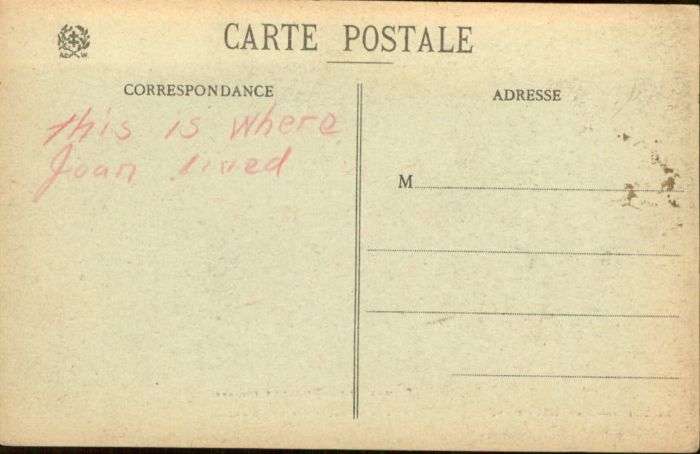 CARTE POSTALE
CORRESPONDANCE
This is where
Joan lived
ADRESSE
M